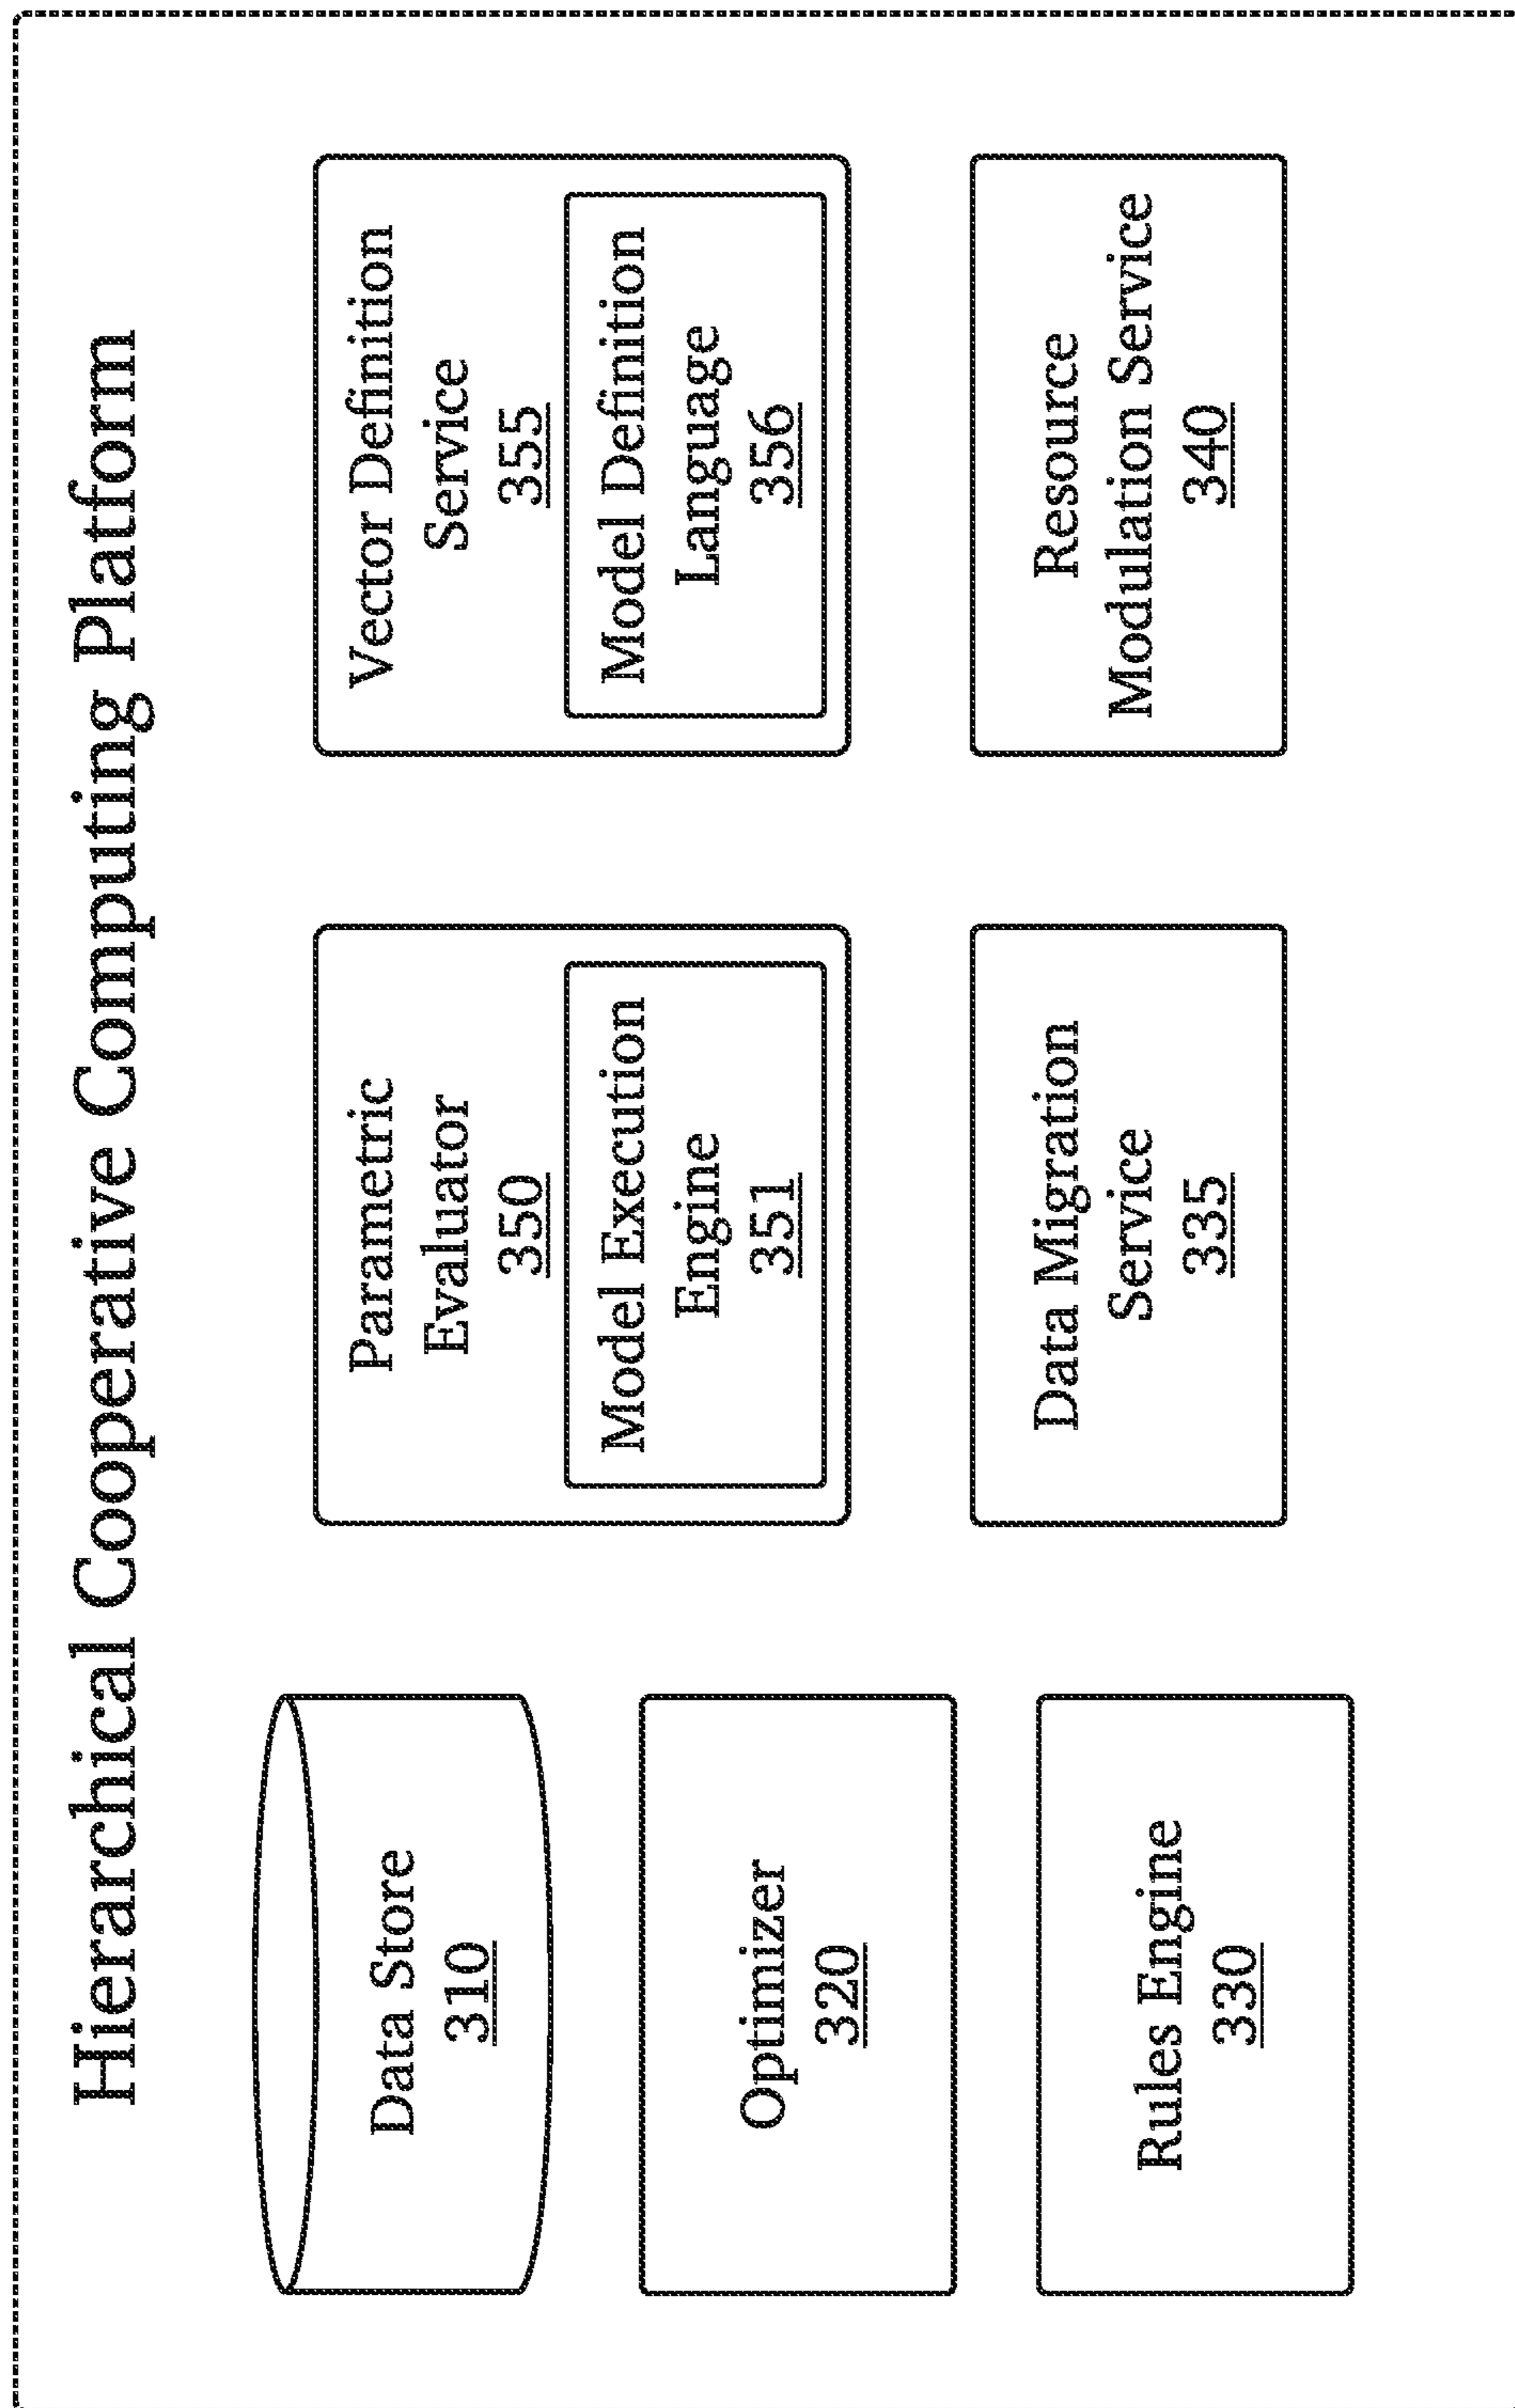 Hierarchical Cooperative Computing Platform
Data Store
310
Optimizer
320
Rules Engine
330
Parametric
Evaluator
350
Model Execution
Engine
351
Data Migration
Service
335
Vector Definition
Service
355
Model Definition
Language
356
Resource
Modulation Service
340